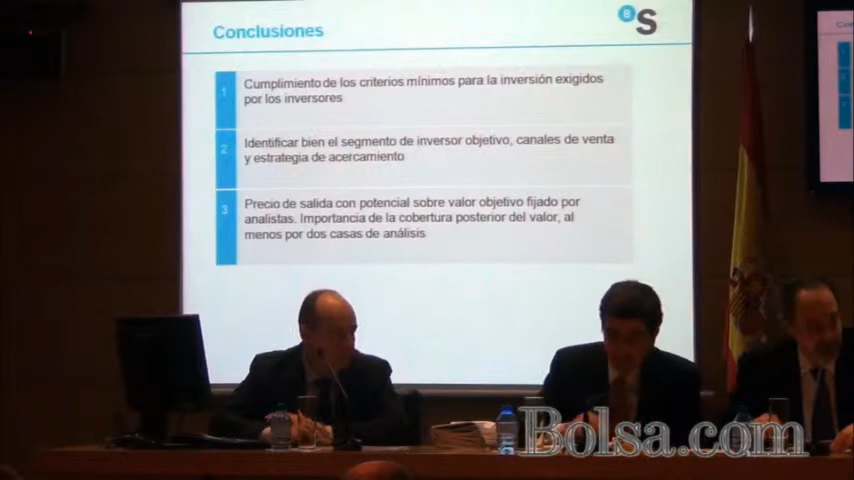 Conclusiones
B S
1
Cumplimiento de los criterios mínimos para la inversión exigidos
por los inversores
2
Identificar bien el segmento de inversor objetivo, canales de venta
y estrategia de acercamiento
3
Precio de salida con potencial sobre valor objetivo fijado por
analistas. Importancia de la cobertura posterior del valor, al
menos por dos casas de análisis
Bolsa.com